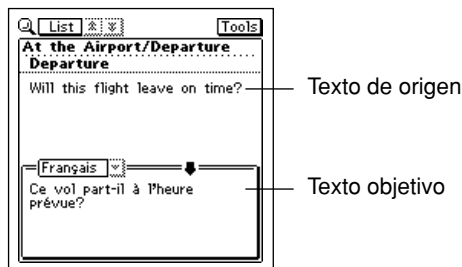 List Tools
At the Airport/Departure
Departure
Will this flight leave on time?
Texto de origen
Français
Ce vol part-il à l'heure
prévue?
Texto objetivo